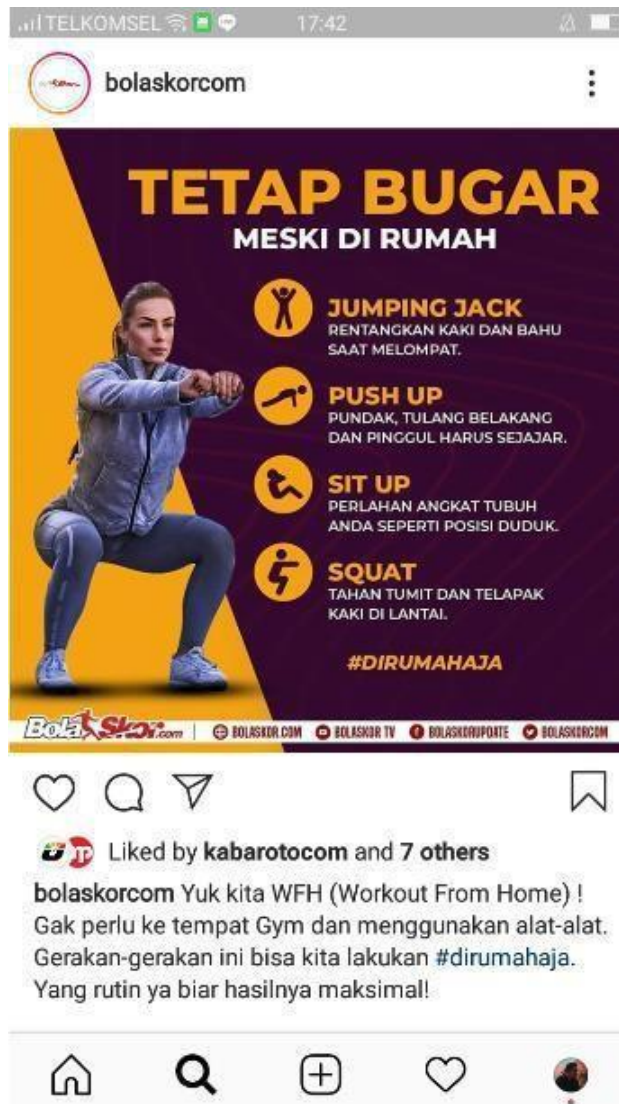 TELKOMSEL 17:42
bolaskorcom
TETAP BUGAR
MESKI DI RUMAH
JUMPING JACK
RENTANGKAN KAKI DAN BAHU
SAAT MELOMPAT.
PUSH UP
PUNDAK, TULANG BELAKANG
DAN PINGGUL HARUS SEJAJAR.
SIT UP
PERLAHAN ANGKAT TUBUH
ANDA SEPERTI POSISI DUDUK.
SQUAT
TAHAN TUMIT DAN TELAPAK
KAKI DI LANTAI.
#DIRUMAHAJA
BolaSkor.com | BOLASKOR.COM BOLASKOR TV BOLASKORUPDATE BOLASKORCOM
Liked by kabarotocom and 7 others
bolaskorcom Yuk kita WFH (Workout From Home) !
Gak perlu ke tempat Gym dan menggunakan alat-alat.
Gerakan-gerakan ini bisa kita lakukan #dirumahaja.
Yang rutin ya biar hasilnya maksimal!